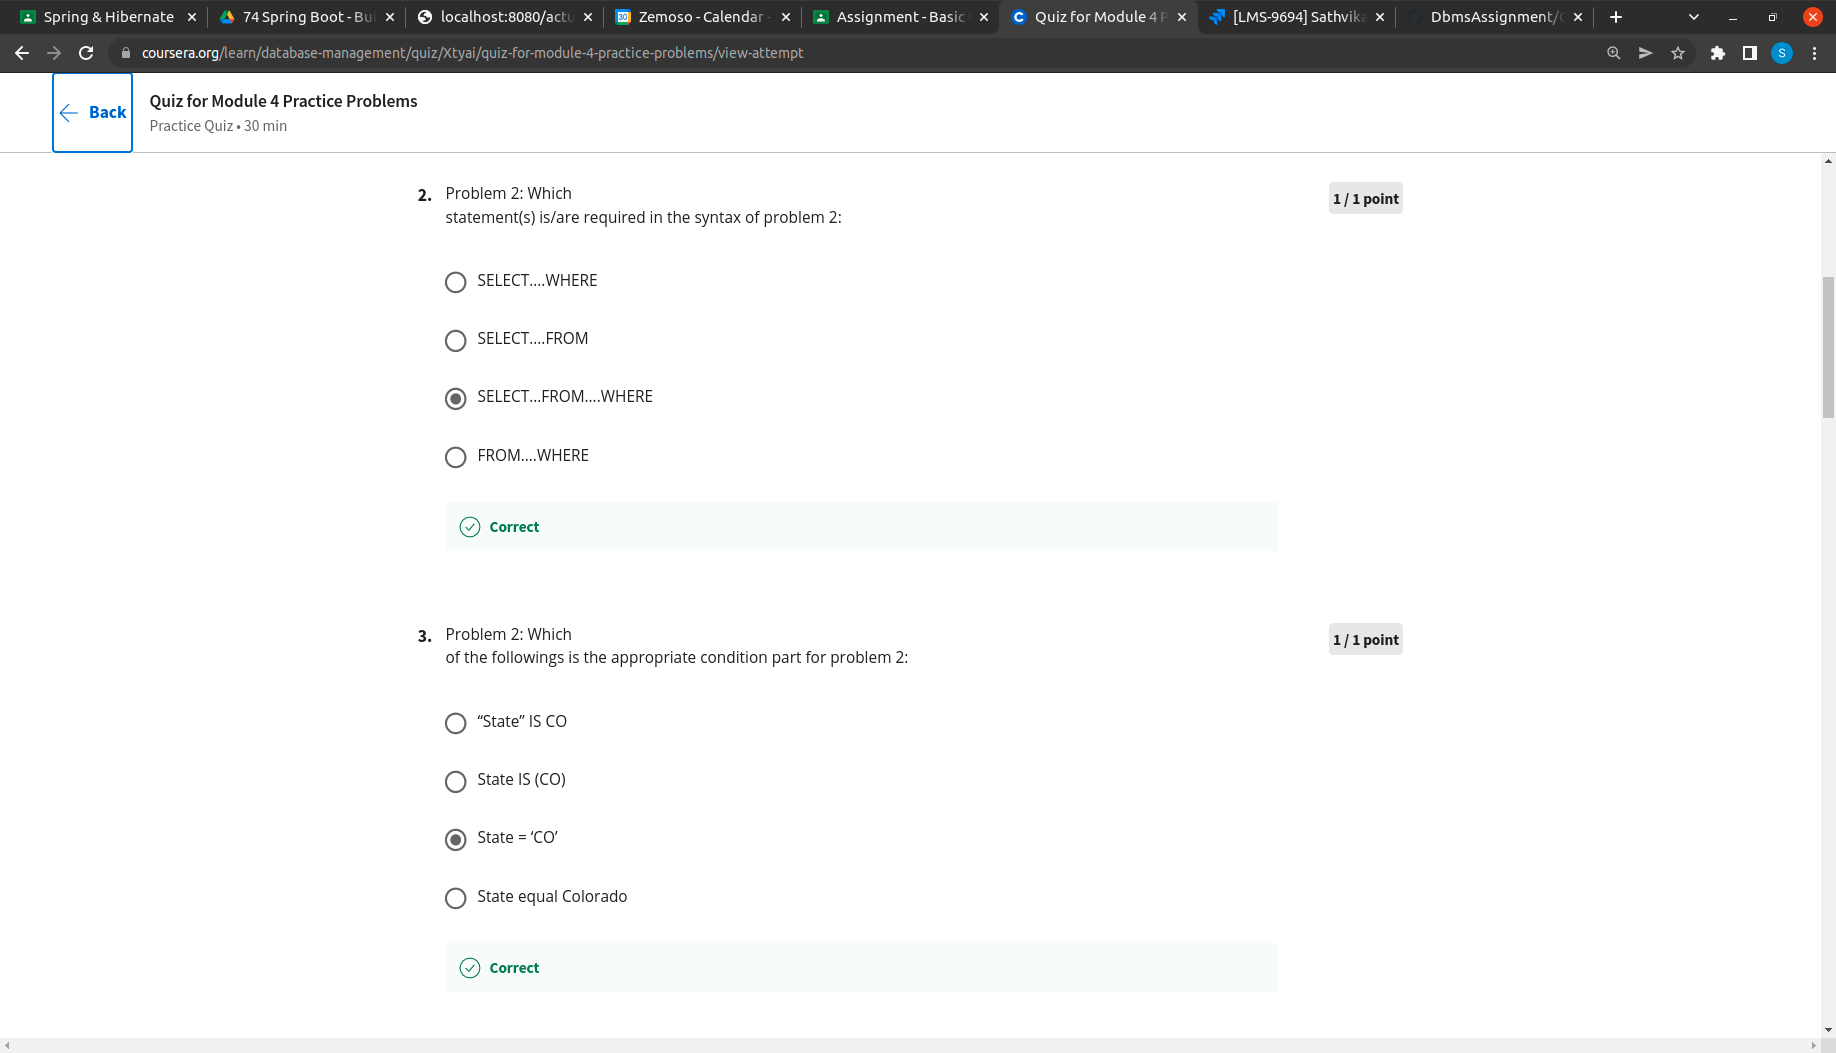 Spring & Hibernate
74 Spring Boot - Bui
localhost:8080/actu
Zemoso - Calendar -
Assignment - Basic
Quiz for Module 4 P
[LMS-9694] Sathvika
DbmsAssignment/
coursera.org/learn/database-management/quiz/Xtyai/quiz-for-module-4-practice-problems/view-attempt
S
Back
Quiz for Module 4 Practice Problems
Practice Quiz • 30 min
2. Problem 2: Which
statement(s) is/are required in the syntax of problem 2:
1 / 1 point
SELECT....WHERE
SELECT....FROM
SELECT...FROM....WHERE
FROM....WHERE
Correct
3. Problem 2: Which
of the followings is the appropriate condition part for problem 2:
1 / 1 point
“State” IS CO
State IS (CO)
State = ‘CO’
State equal Colorado
Correct